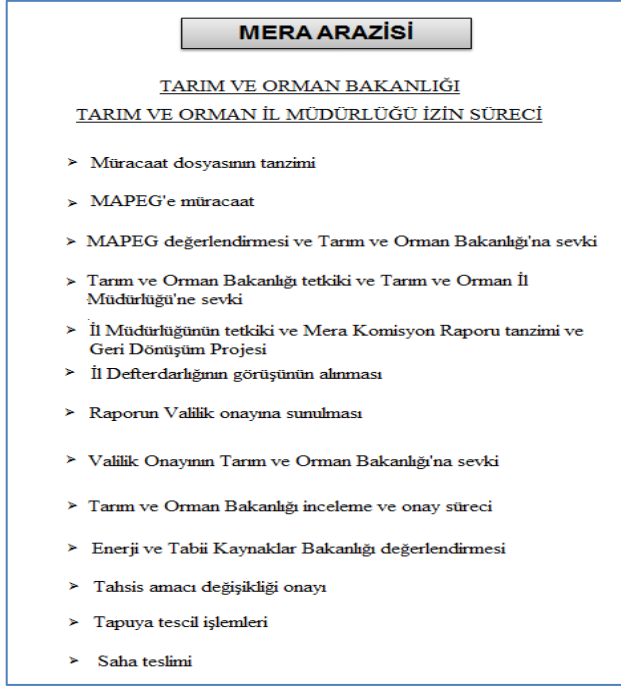 MERA ARAZİSİ
TARIM VE ORMAN BAKANLIĞI
TARIM VE ORMAN İL MÜDÜRLÜĞÜ İZİN SÜRECİ
➢ Müracaat dosyasının tanzimi
➢ MAPEG'e müracaat
➢ MAPEG değerlendirmesi ve Tarım ve Orman Bakanlığı'na sevki
➢ Tarım ve Orman Bakanlığı tetkiki ve Tarım ve Orman İl
Müdürlüğü'ne sevki
➢ İl Müdürlüğünün tetkiki ve Mera Komisyon Raporu tanzimi ve
Geri Dönüşüm Projesi
➢ İl Defterdarlığının görüşünün alınması
➢ Raporun Valilik onayına sunulması
➢ Valilik Onayının Tarım ve Orman Bakanlığı'na sevki
➢ Tarım ve Orman Bakanlığı inceleme ve onay süreci
➢ Enerji ve Tabii Kaynaklar Bakanlığı değerlendirmesi
➢ Tahsis amacı değişikliği onayı
➢ Tapuya tescil işlemleri
➢ Saha teslimi